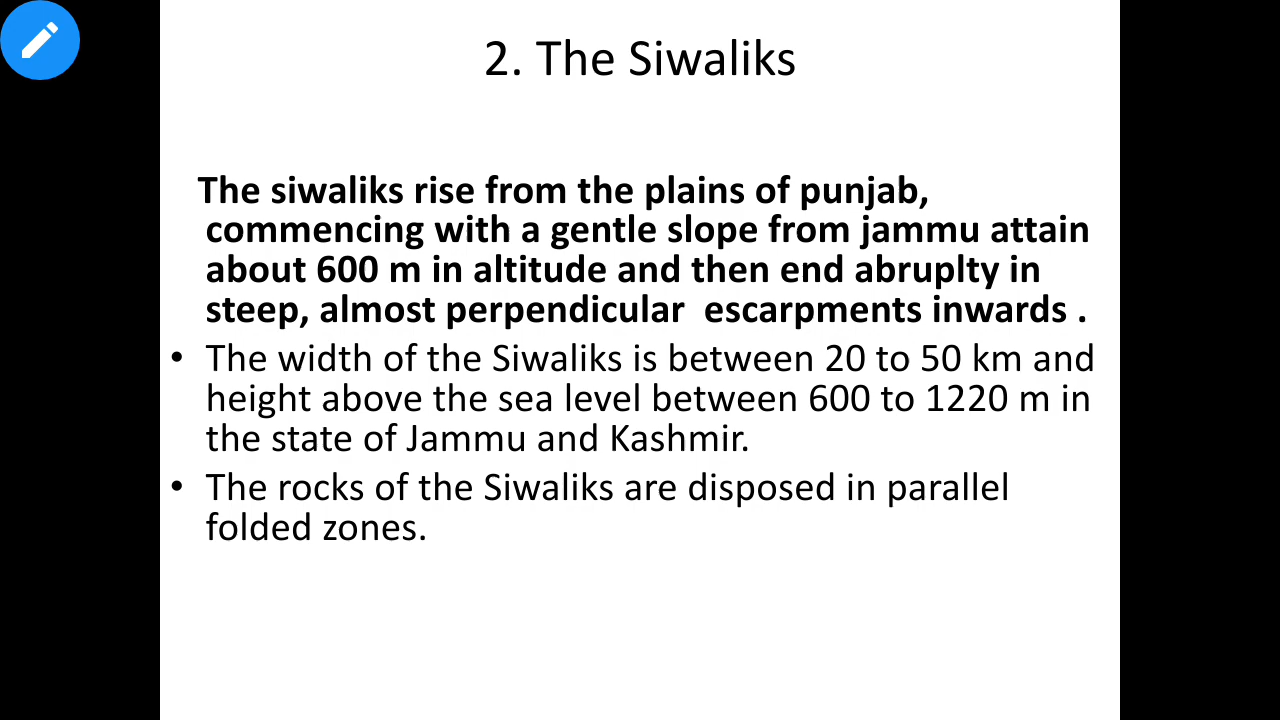 2. The Siwaliks
The siwaliks rise from the plains of punjab,
commencing with a gentle slope from jammu attain
about 600 m in altitude and then end abruplty in
steep, almost perpendicular  escarpments inwards .
• The width of the Siwaliks is between 20 to 50 km and
height above the sea level between 600 to 1220 m in
the state of Jammu and Kashmir.
• The rocks of the Siwaliks are disposed in parallel
folded zones.